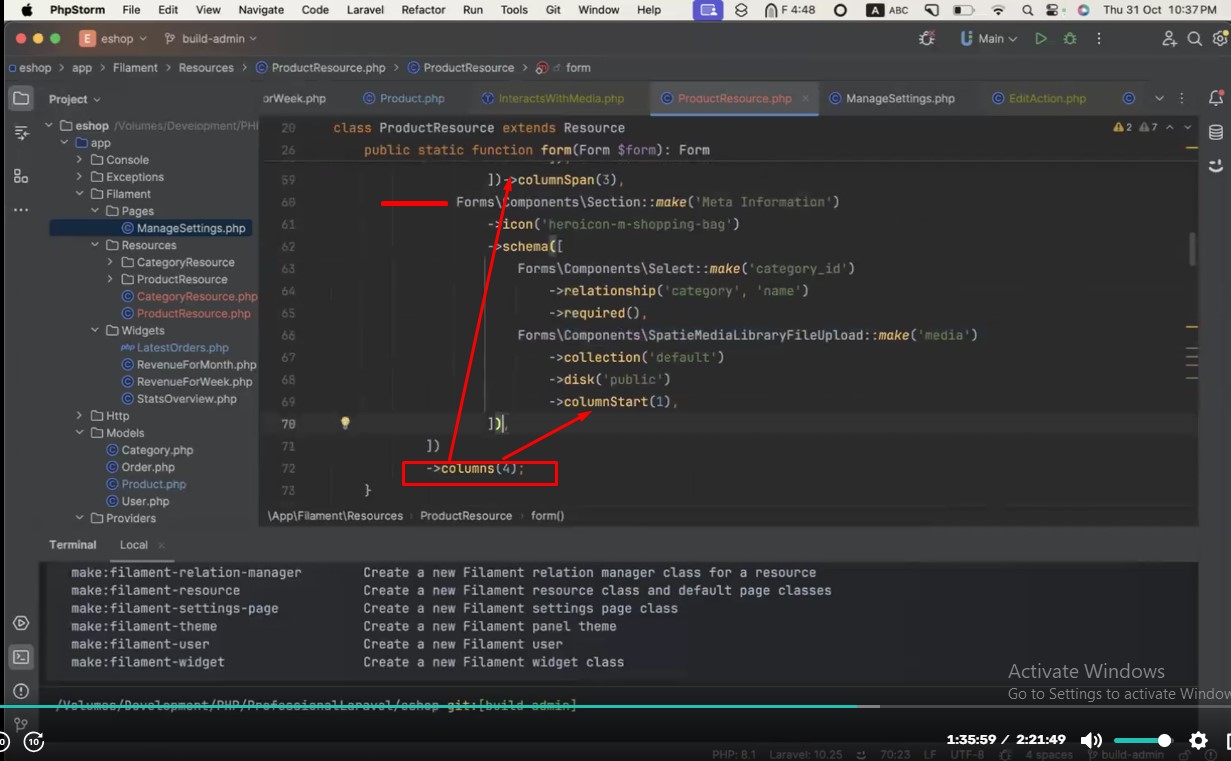 PhpStorm File Edit View Navigate Code Laravel Refactor Run Tools Git Window Help F 4:48 A ABC Thu 31 Oct 10:37 PM
E eshop build-admin Main
eshop app Filament Resources ProductResource.php ProductResource form
Project
orWeek.php Product.php InteractsWithMedia.php ProductResource.php ManageSettings.php EditAction.php
eshop /Volumes/Development/PHI
app
Console
Exceptions
Filament
Pages
ManageSettings.php
Resources
CategoryResource
ProductResource
CategoryResource.php
ProductResource.php
Widgets
LatestOrders.php
RevenueForMonth.php
RevenueForWeek.php
StatsOverview.php
Http
Models
Category.php
Order.php
Product.php
User.php
Providers
20 class ProductResource extends Resource
26 public static function form(Form $form): Form
2 7
59 ])->columnSpan(3),
60 Forms\Components\Section::make('Meta Information')
61 ->icon('heroicon-m-shopping-bag')
62 ->schema([
63 Forms\Components\Select::make('category_id')
64 ->relationship('category', 'name')
65 ->required(),
66 Forms\Components\SpatieMediaLibraryFileUpload::make('media')
67 ->collection('default')
68 ->disk('public')
69 ->columnStart(1),
70 ]),
71 ])
72 ->columns(4);
73 }
\App\Filament\Resources ProductResource form()
Terminal Local
make:filament-relation-manager Create a new Filament relation manager class for a resource
make:filament-resource Create a new Filament resource class and default page classes
make:filament-settings-page Create a new Filament settings page class
make:filament-theme Create a new Filament panel theme
make:filament-user Create a new Filament user
make:filament-widget Create a new Filament widget class
Activate Windows
Go to Settings to activate Window
/Volumes/Development/PHP/ProfessionalLaravel/eshop git:[build-admin]
10 1:35:59 / 2:21:49
PHP: 8.1 Laravel: 10.25 70:23 LF UTF-8 4 spaces build-admin